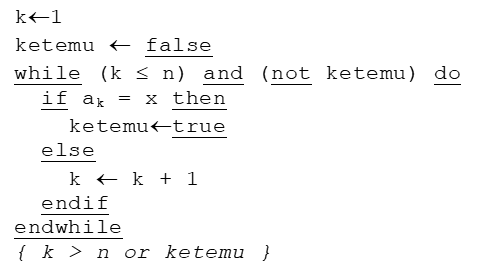 k←1
ketemu ← false
while (k ≤ n) and (not ketemu) do
if aₖ = x then
ketemu←true
else
k ← k + 1
endif
endwhile
{ k > n or ketemu }